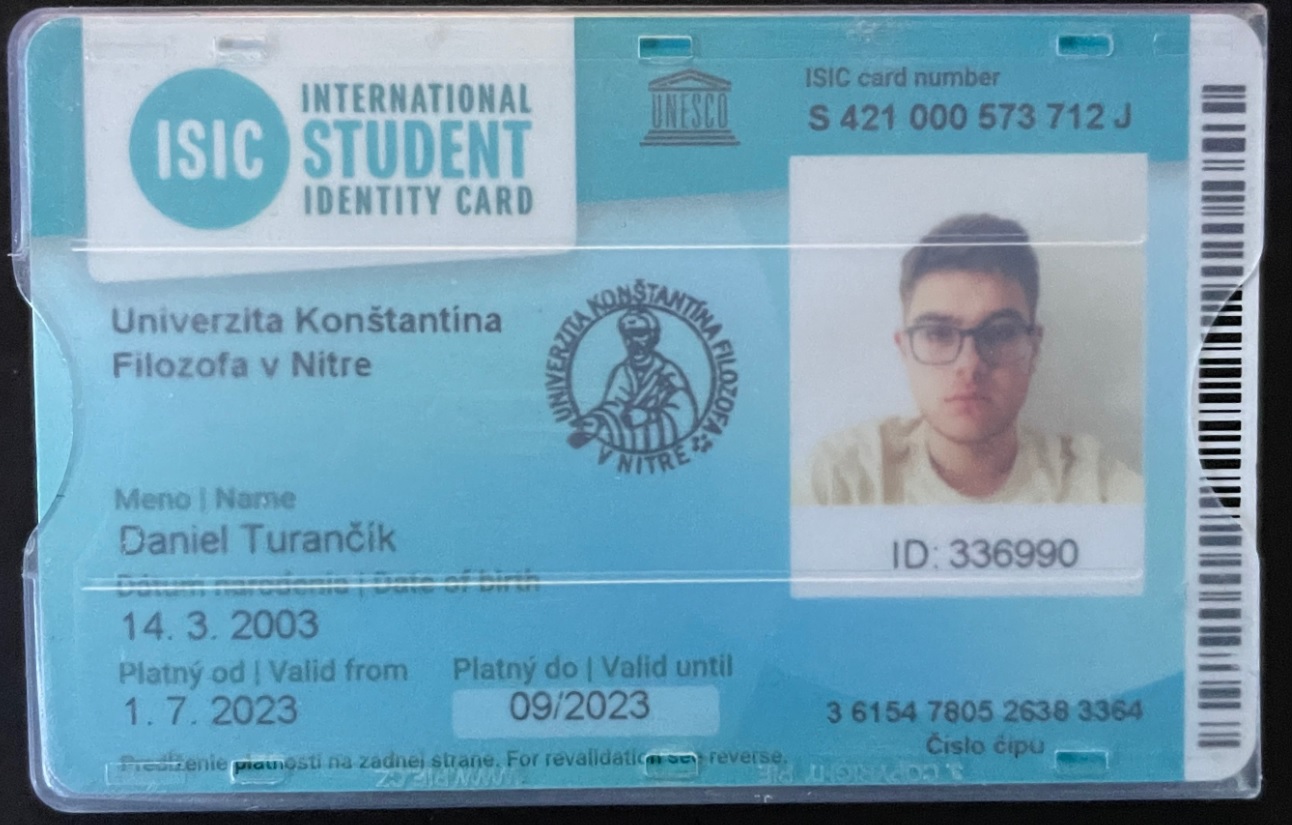 ISIC
INTERNATIONAL
STUDENT
IDENTITY CARD
UNESCO
ISIC card number
S 421 000 573 712 J
Univerzita Konštantína
Filozofa v Nitre
UNIVERZITA KONŠTANTÍNA FILOZOFA
V NITRE
Meno | Name
Daniel Turančík
Dátum narodenia | Date of birth
14. 3. 2003
ID: 336990
Platný od | Valid from
1. 7. 2023
Platný do | Valid until
09/2023
3 6154 7805 2638 3364
Číslo čipu
Predĺženie platnosti na zadnej strane. For revalidation see reverse.